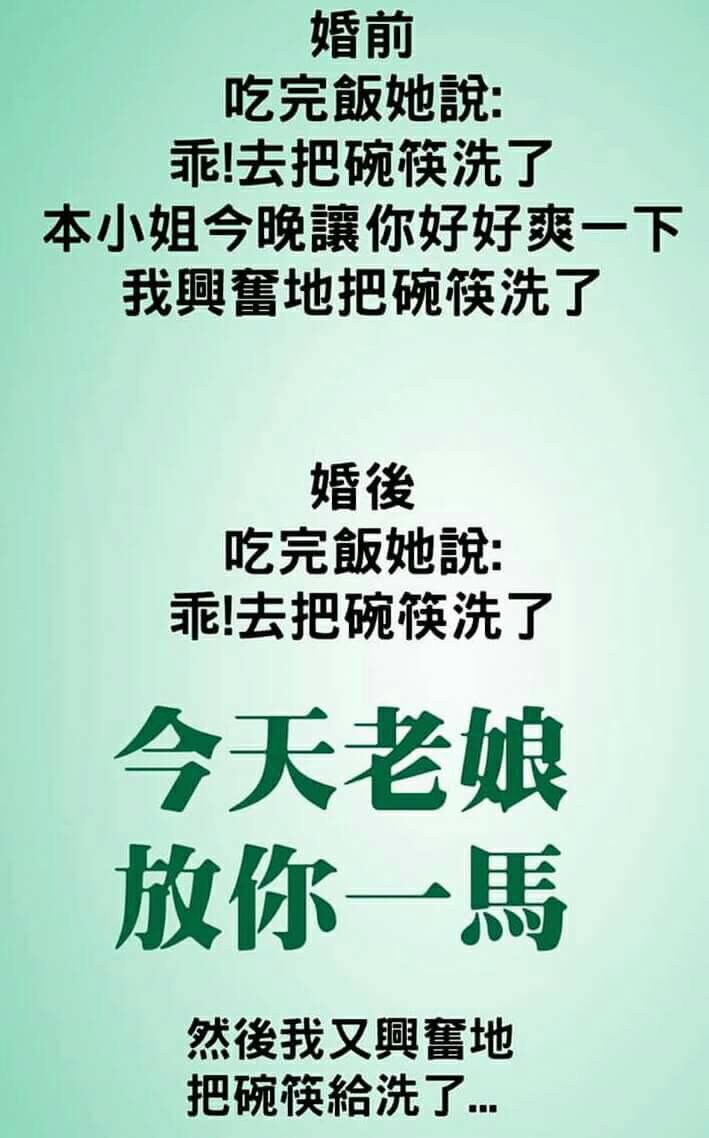 婚前
吃完飯她說:
乖!去把碗筷洗了
本小姐今晚讓你好好爽一下
我興奮地把碗筷洗了
婚後
吃完飯她說:
乖!去把碗筷洗了
今天老娘
放你一馬
然後我又興奮地
把碗筷給洗了...